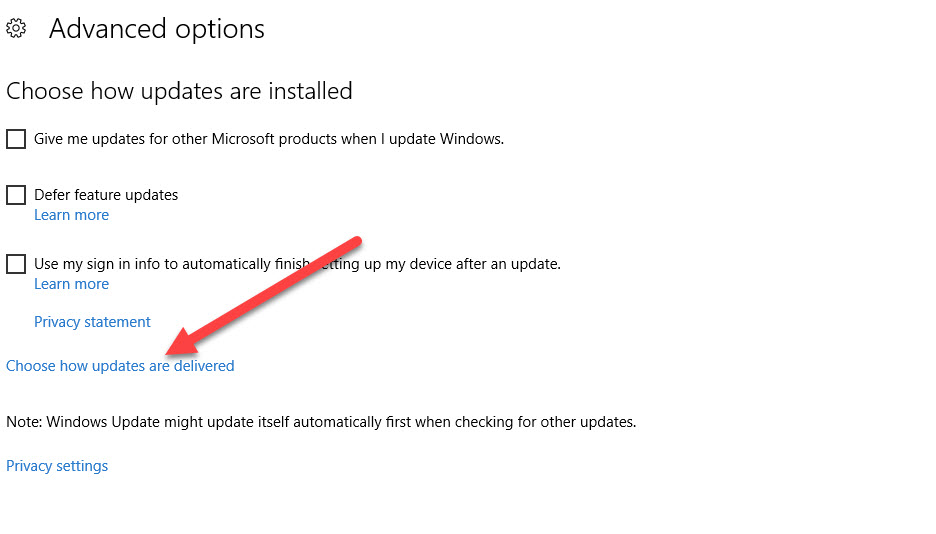 Advanced options
Choose how updates are installed
Give me updates for other Microsoft products when I update Windows.
Defer feature updates
Learn more
Use my sign in info to automatically finish setting up my device after an update.
Learn more
Privacy statement
Choose how updates are delivered
Note: Windows Update might update itself automatically first when checking for other updates.
Privacy settings